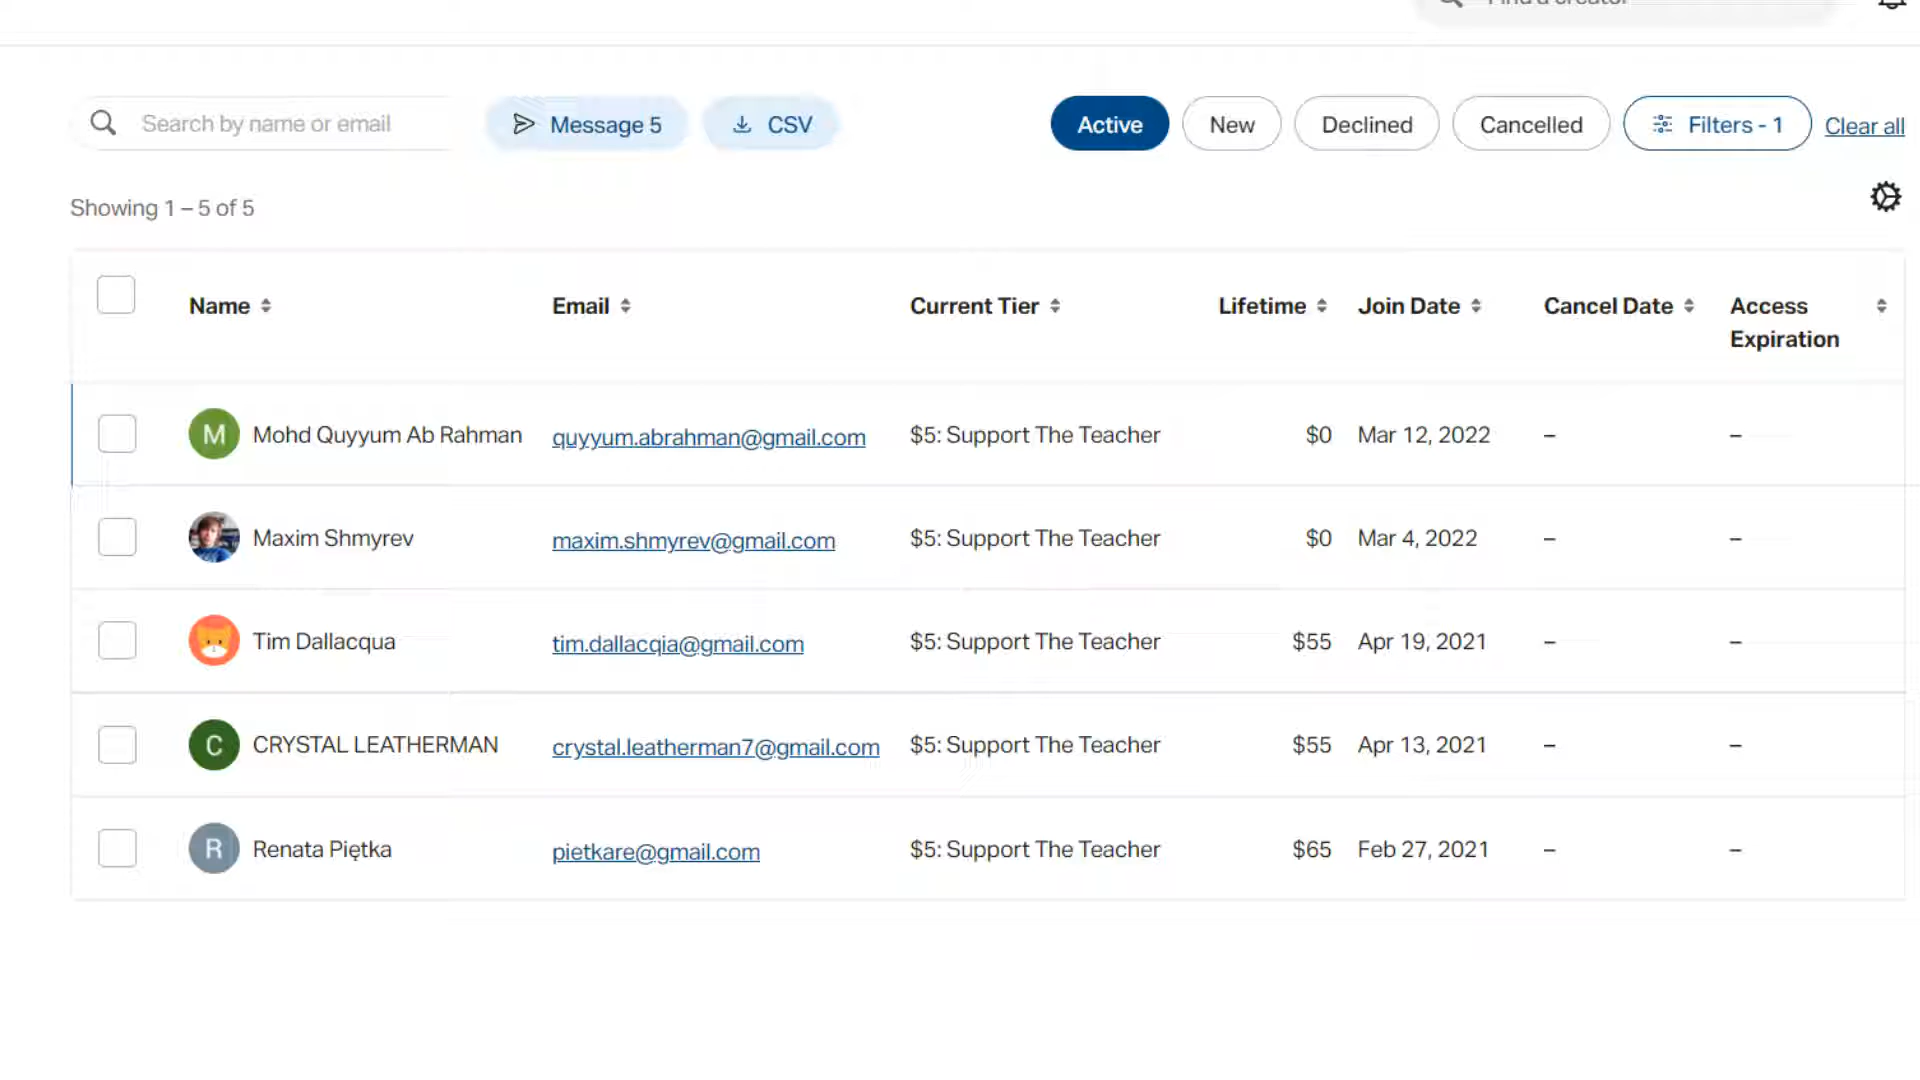 Find a creator
Search by name or email
Message 5
CSV
Active
New
Declined
Cancelled
Filters - 1
Clear all
Showing 1 – 5 of 5
Name Email Current Tier Lifetime Join Date Cancel Date Access Expiration
M Mohd Quyyum Ab Rahman quyyum.abrahman@gmail.com $5: Support The Teacher $0 Mar 12, 2022 – –
Maxim Shmyrev maxim.shmyrev@gmail.com $5: Support The Teacher $0 Mar 4, 2022 – –
Tim Dallacqua tim.dallacqia@gmail.com $5: Support The Teacher $55 Apr 19, 2021 – –
C CRYSTAL LEATHERMAN crystal.leatherman7@gmail.com $5: Support The Teacher $55 Apr 13, 2021 – –
R Renata Piętka pietkare@gmail.com $5: Support The Teacher $65 Feb 27, 2021 – –